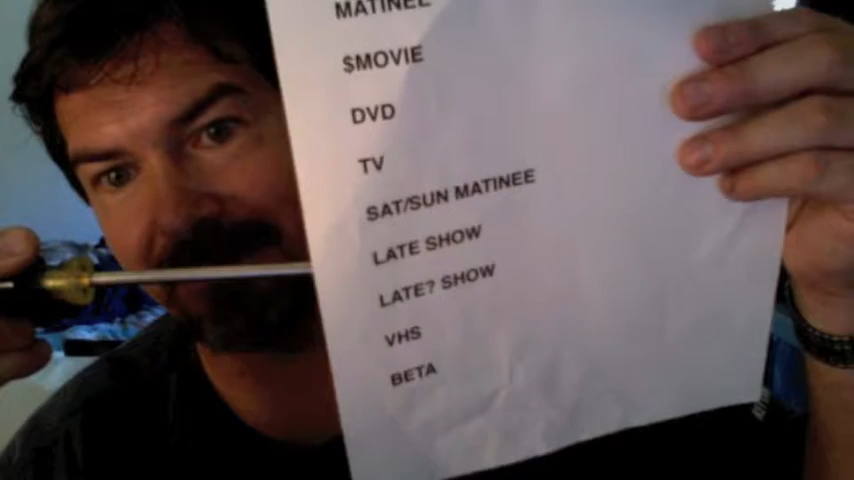 MATINEE
$MOVIE
DVD
TV
SAT/SUN MATINEE
LATE SHOW
LATE? SHOW
VHS
BETA